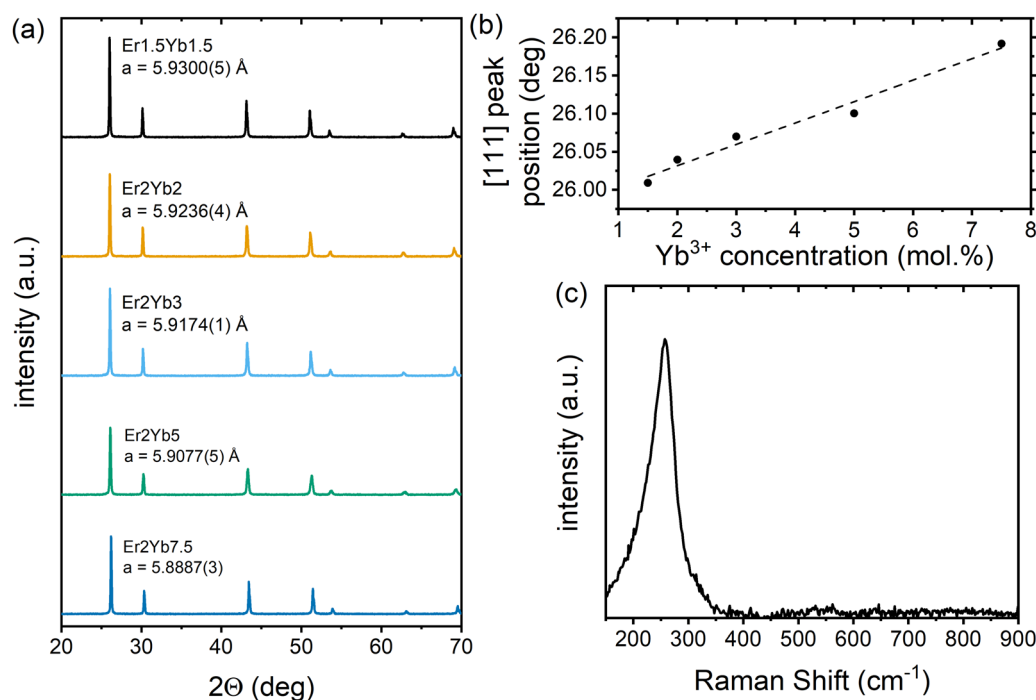 (a)
Er1.5Yb1.5
a = 5.9300(5) Å
Er2Yb2
a = 5.9236(4) Å
Er2Yb3
a = 5.9174(1) Å
Er2Yb5
a = 5.9077(5) Å
Er2Yb7.5
a = 5.8887(3)
intensity (a.u.)
20 30 40 50 60 70
2Θ (deg)
(b)
[111] peak
position (deg)
26.20
26.15
26.10
26.05
26.00
1 2 3 4 5 6 7 8
Yb³⁺ concentration (mol.%)
(c)
intensity (a.u.)
200 300 400 500 600 700 800 900
Raman Shift (cm⁻¹)